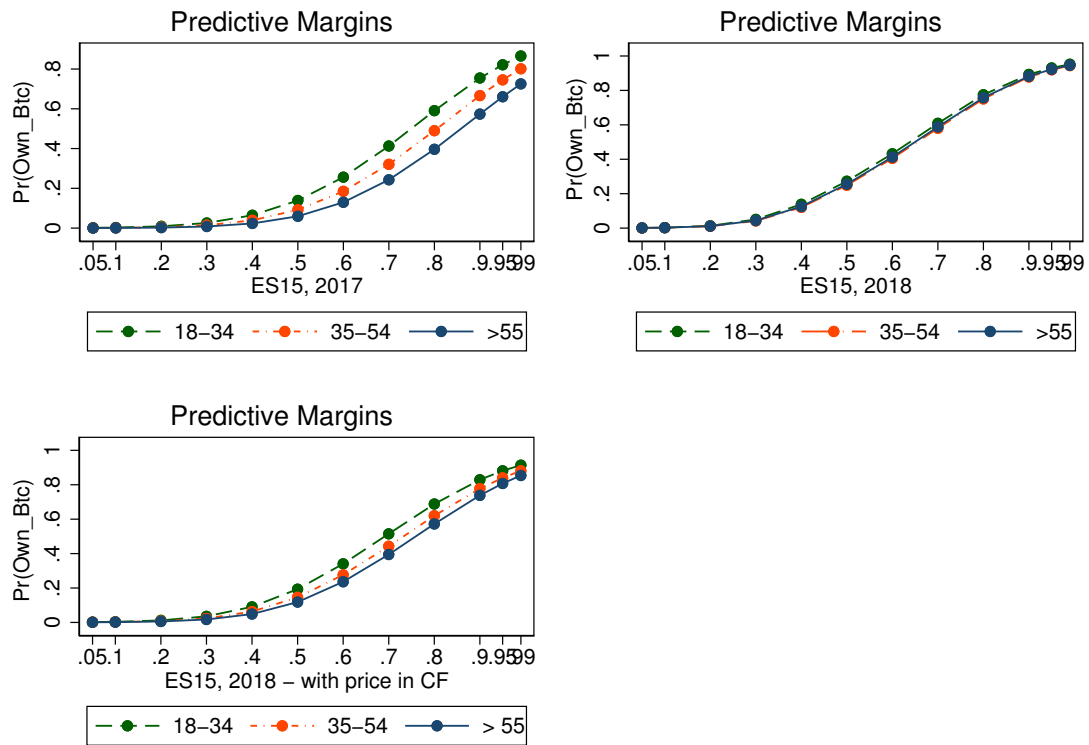 Predictive Margins
Pr(Own_Btc)
.8
.6
.4
.2
0
.05 .1 .2 .3 .4 .5 .6 .7 .8 .9 .95 .99
ES15, 2017
18−34 35−54 >55
Predictive Margins
Pr(Own_Btc)
1
.8
.6
.4
.2
0
.05 .1 .2 .3 .4 .5 .6 .7 .8 .9 .95 .99
ES15, 2018
18−34 35−54 >55
Predictive Margins
Pr(Own_Btc)
1
.8
.6
.4
.2
0
.05 .1 .2 .3 .4 .5 .6 .7 .8 .9 .95 .99
ES15, 2018 − with price in CF
18−34 35−54 > 55